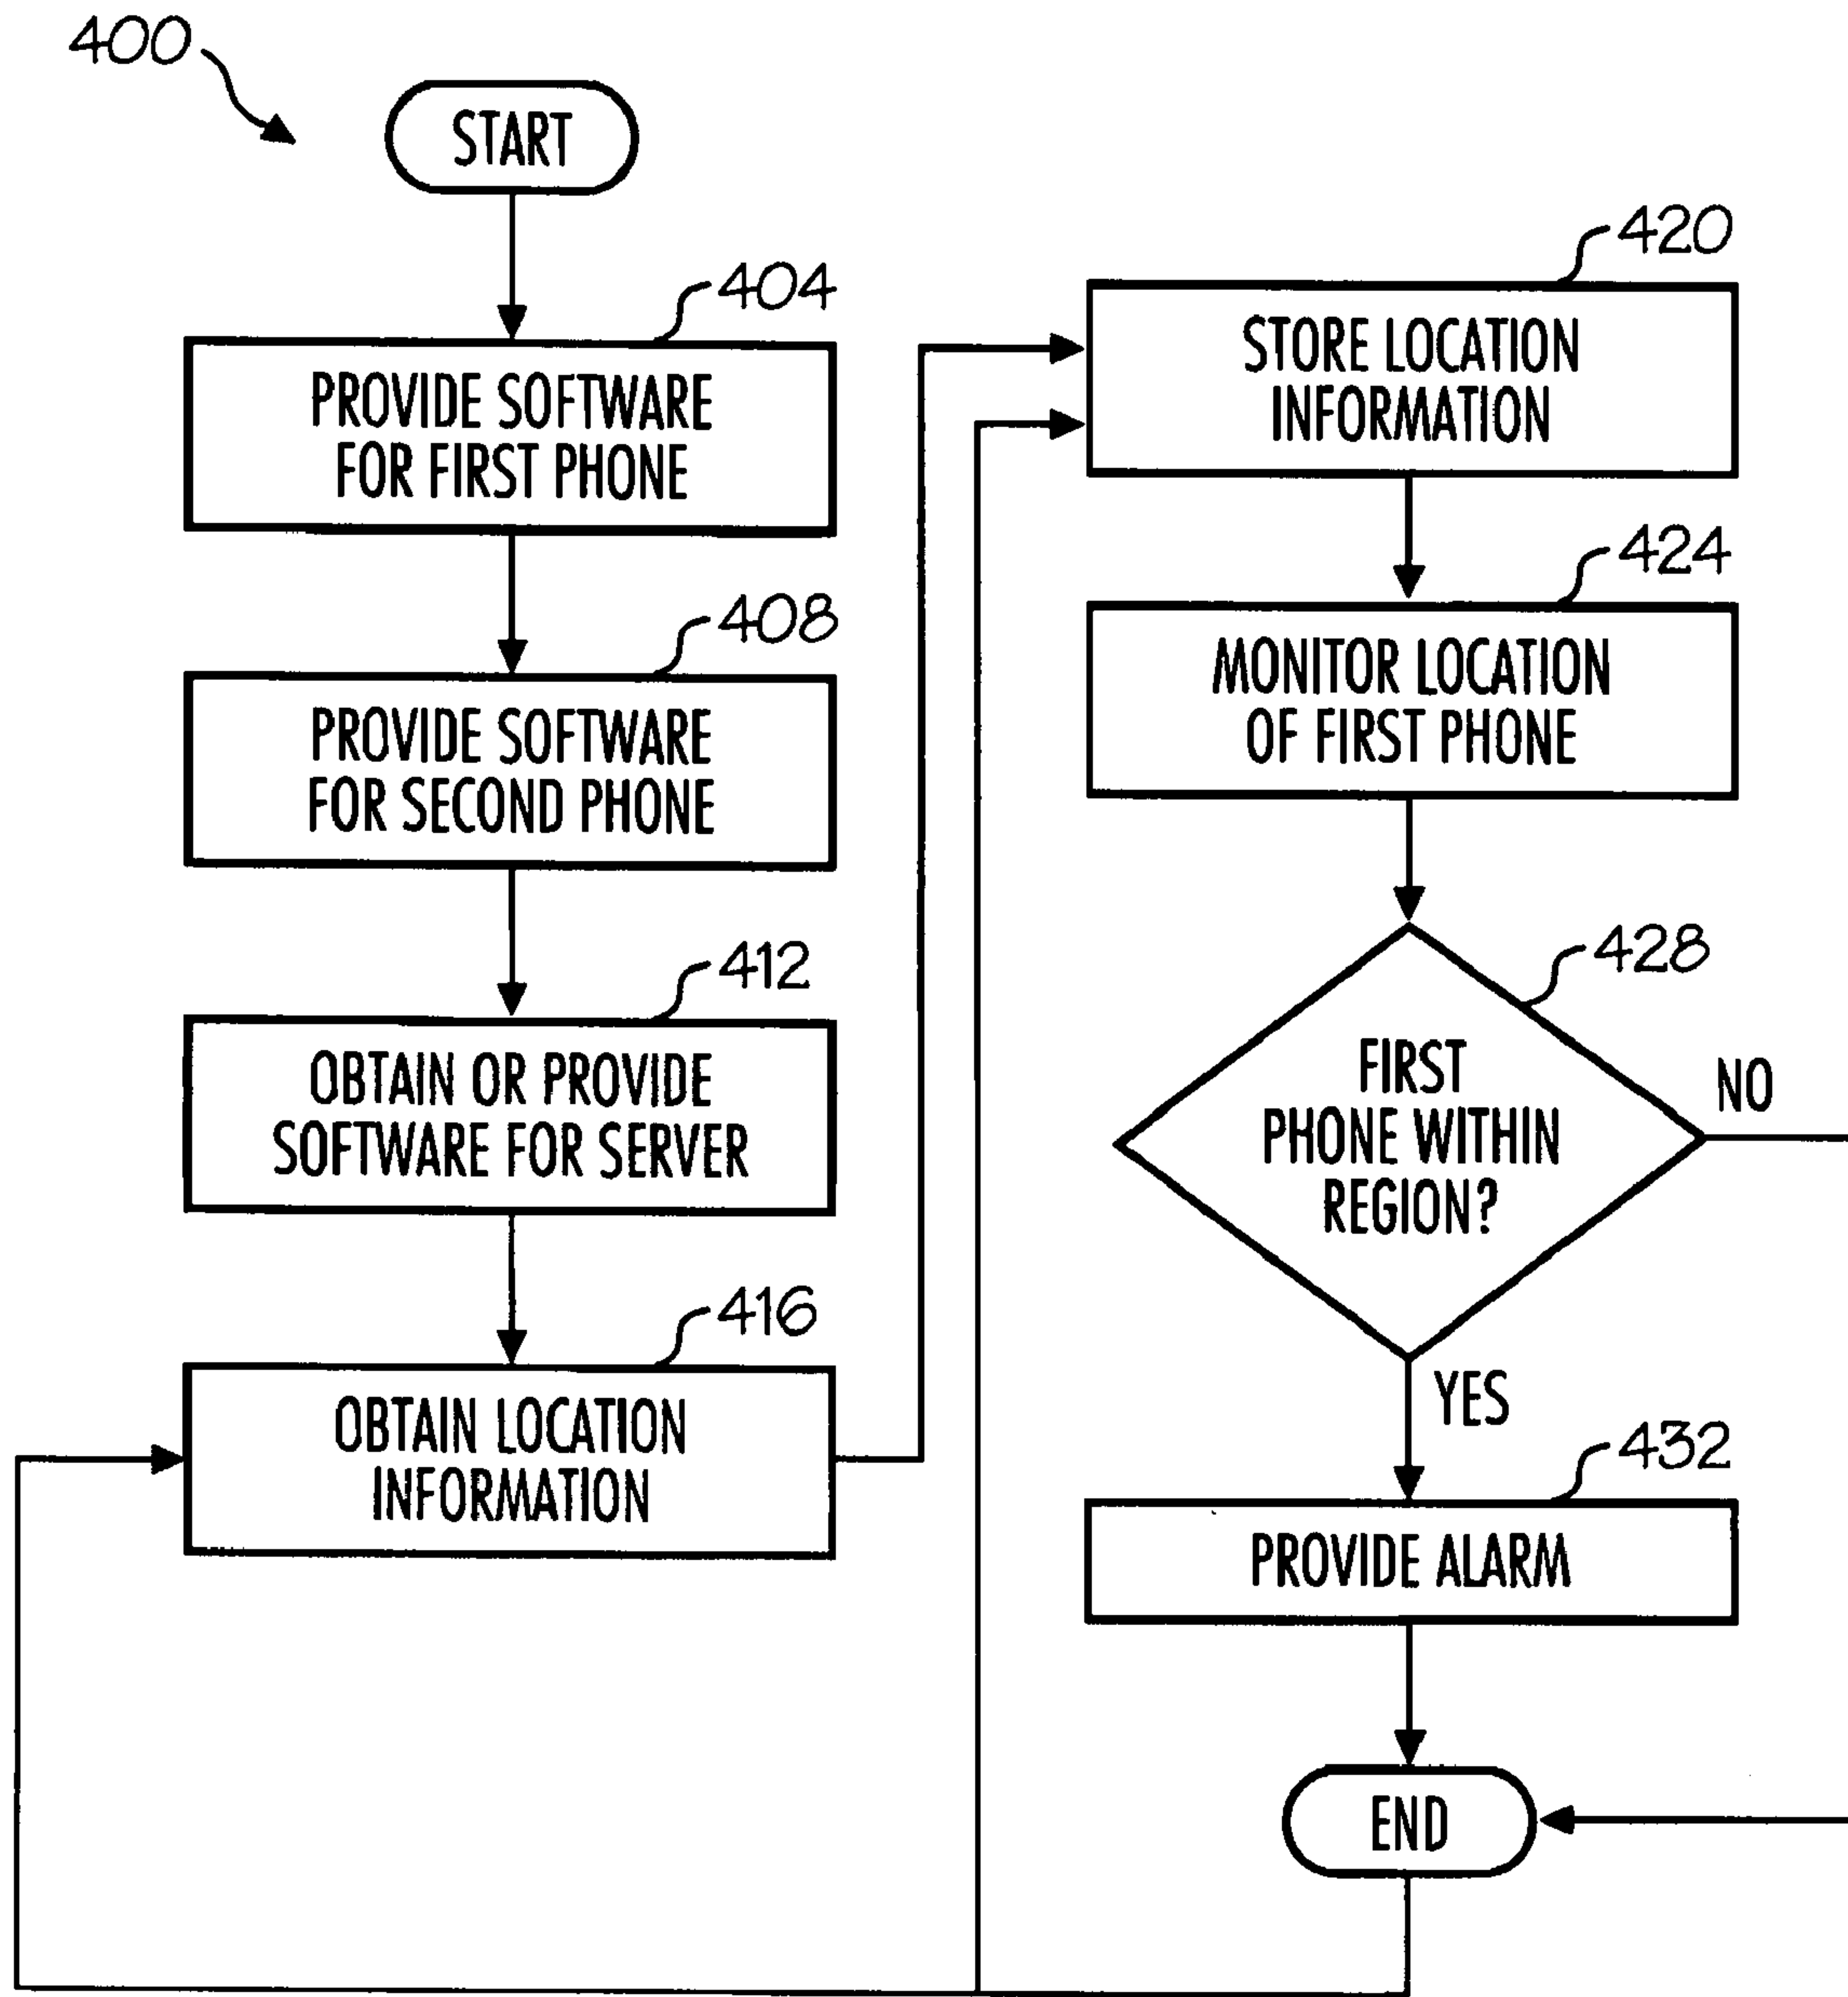 400
START
404
PROVIDE SOFTWARE
FOR FIRST PHONE
408
PROVIDE SOFTWARE
FOR SECOND PHONE
412
OBTAIN OR PROVIDE
SOFTWARE FOR SERVER
416
OBTAIN LOCATION
INFORMATION
420
STORE LOCATION
INFORMATION
424
MONITOR LOCATION
OF FIRST PHONE
428
FIRST
PHONE WITHIN
REGION?
NO
YES
432
PROVIDE ALARM
END